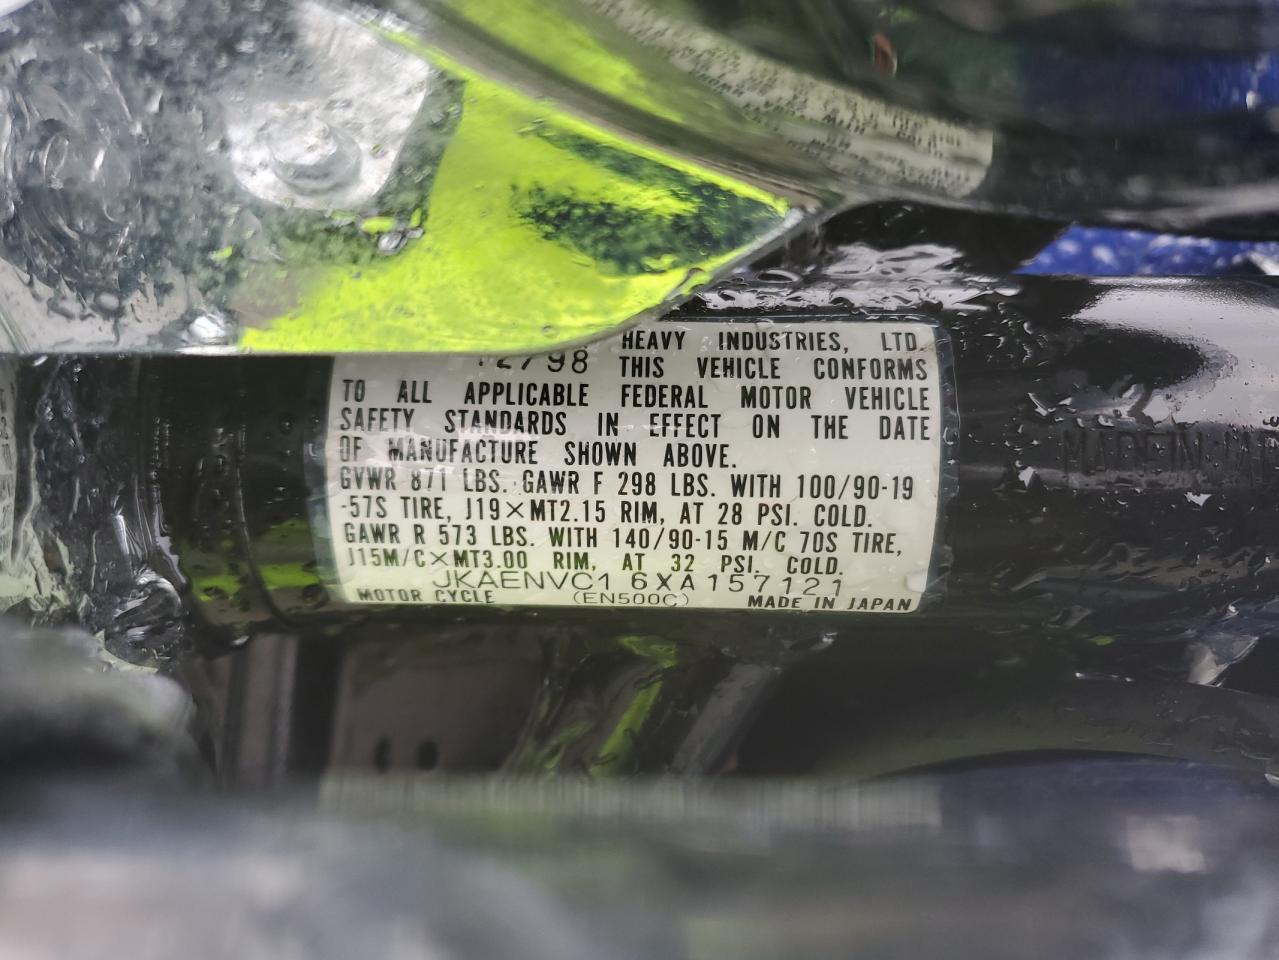 HEAVY INDUSTRIES, LTD.
12/98 THIS VEHICLE CONFORMS
TO ALL APPLICABLE FEDERAL MOTOR VEHICLE
SAFETY STANDARDS IN EFFECT ON THE DATE
OF MANUFACTURE SHOWN ABOVE.
GVWR 871 LBS. GAWR F 298 LBS. WITH 100/90-19
-57S TIRE, J19×MT2.15 RIM, AT 28 PSI. COLD.
GAWR R 573 LBS. WITH 140/90-15 M/C 70S TIRE,
J15M/C×MT3.00 RIM, AT 32 PSI. COLD.
JKAENVC1 6XA157121
MOTOR CYCLE (EN500C) MADE IN JAPAN
MADE IN